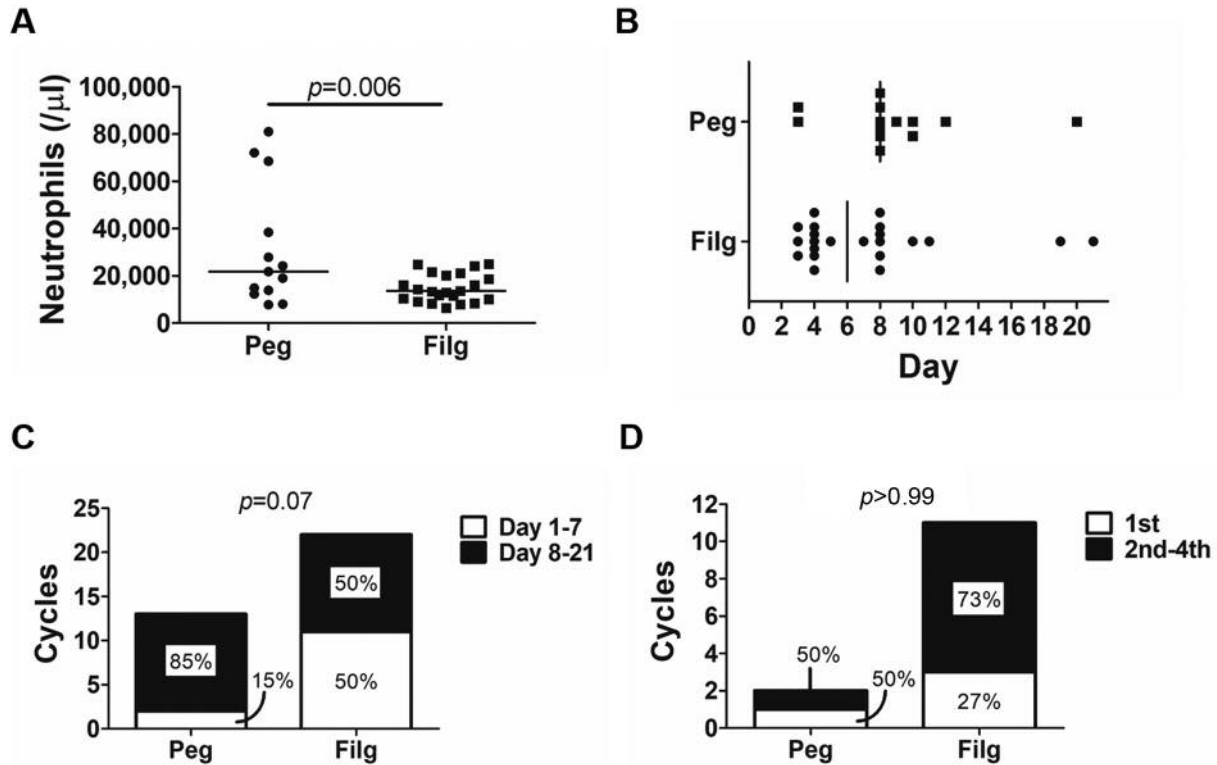 A
Neutrophils (/µl)
100,000
80,000
60,000
40,000
20,000
0
p=0.006
Peg
Filg
B
Peg
Filg
0 2 4 6 8 10 12 14 16 18 20
Day
C
Cycles
25
20
15
10
5
0
p=0.07
85%
15%
50%
50%
Peg
Filg
Day 1-7
Day 8-21
D
Cycles
12
10
8
6
4
2
0
p>0.99
50%
50%
73%
27%
Peg
Filg
1st
2nd-4th